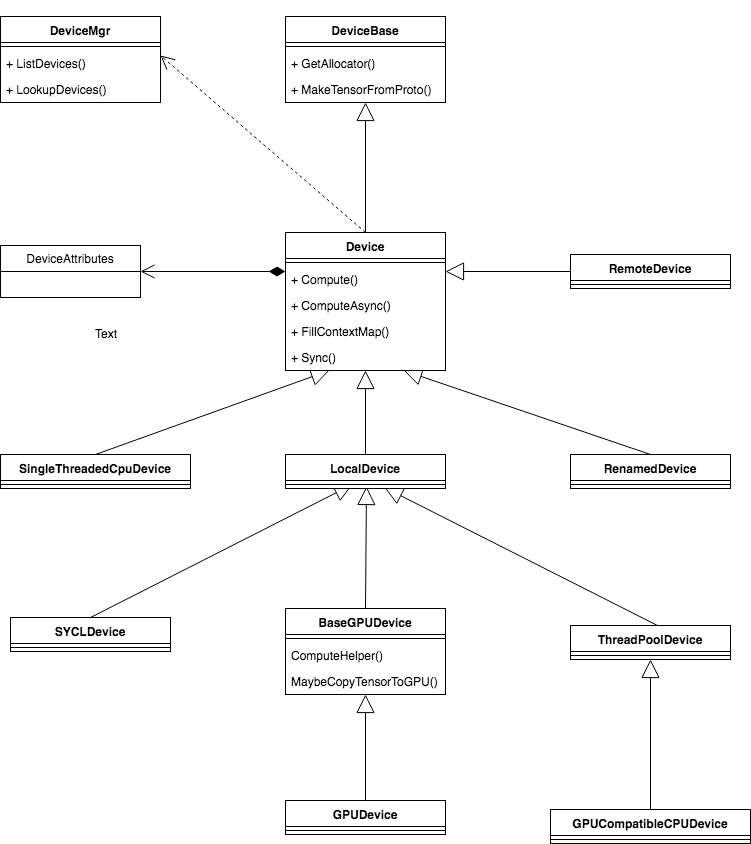 DeviceMgr
+ ListDevices()
+ LookupDevices()
DeviceBase
+ GetAllocator()
+ MakeTensorFromProto()
DeviceAttributes
Text
Device
+ Compute()
+ ComputeAsync()
+ FillContextMap()
+ Sync()
RemoteDevice
SingleThreadedCpuDevice
LocalDevice
RenamedDevice
SYCLDevice
BaseGPUDevice
ComputeHelper()
MaybeCopyTensorToGPU()
ThreadPoolDevice
GPUDevice
GPUCompatibleCPUDevice